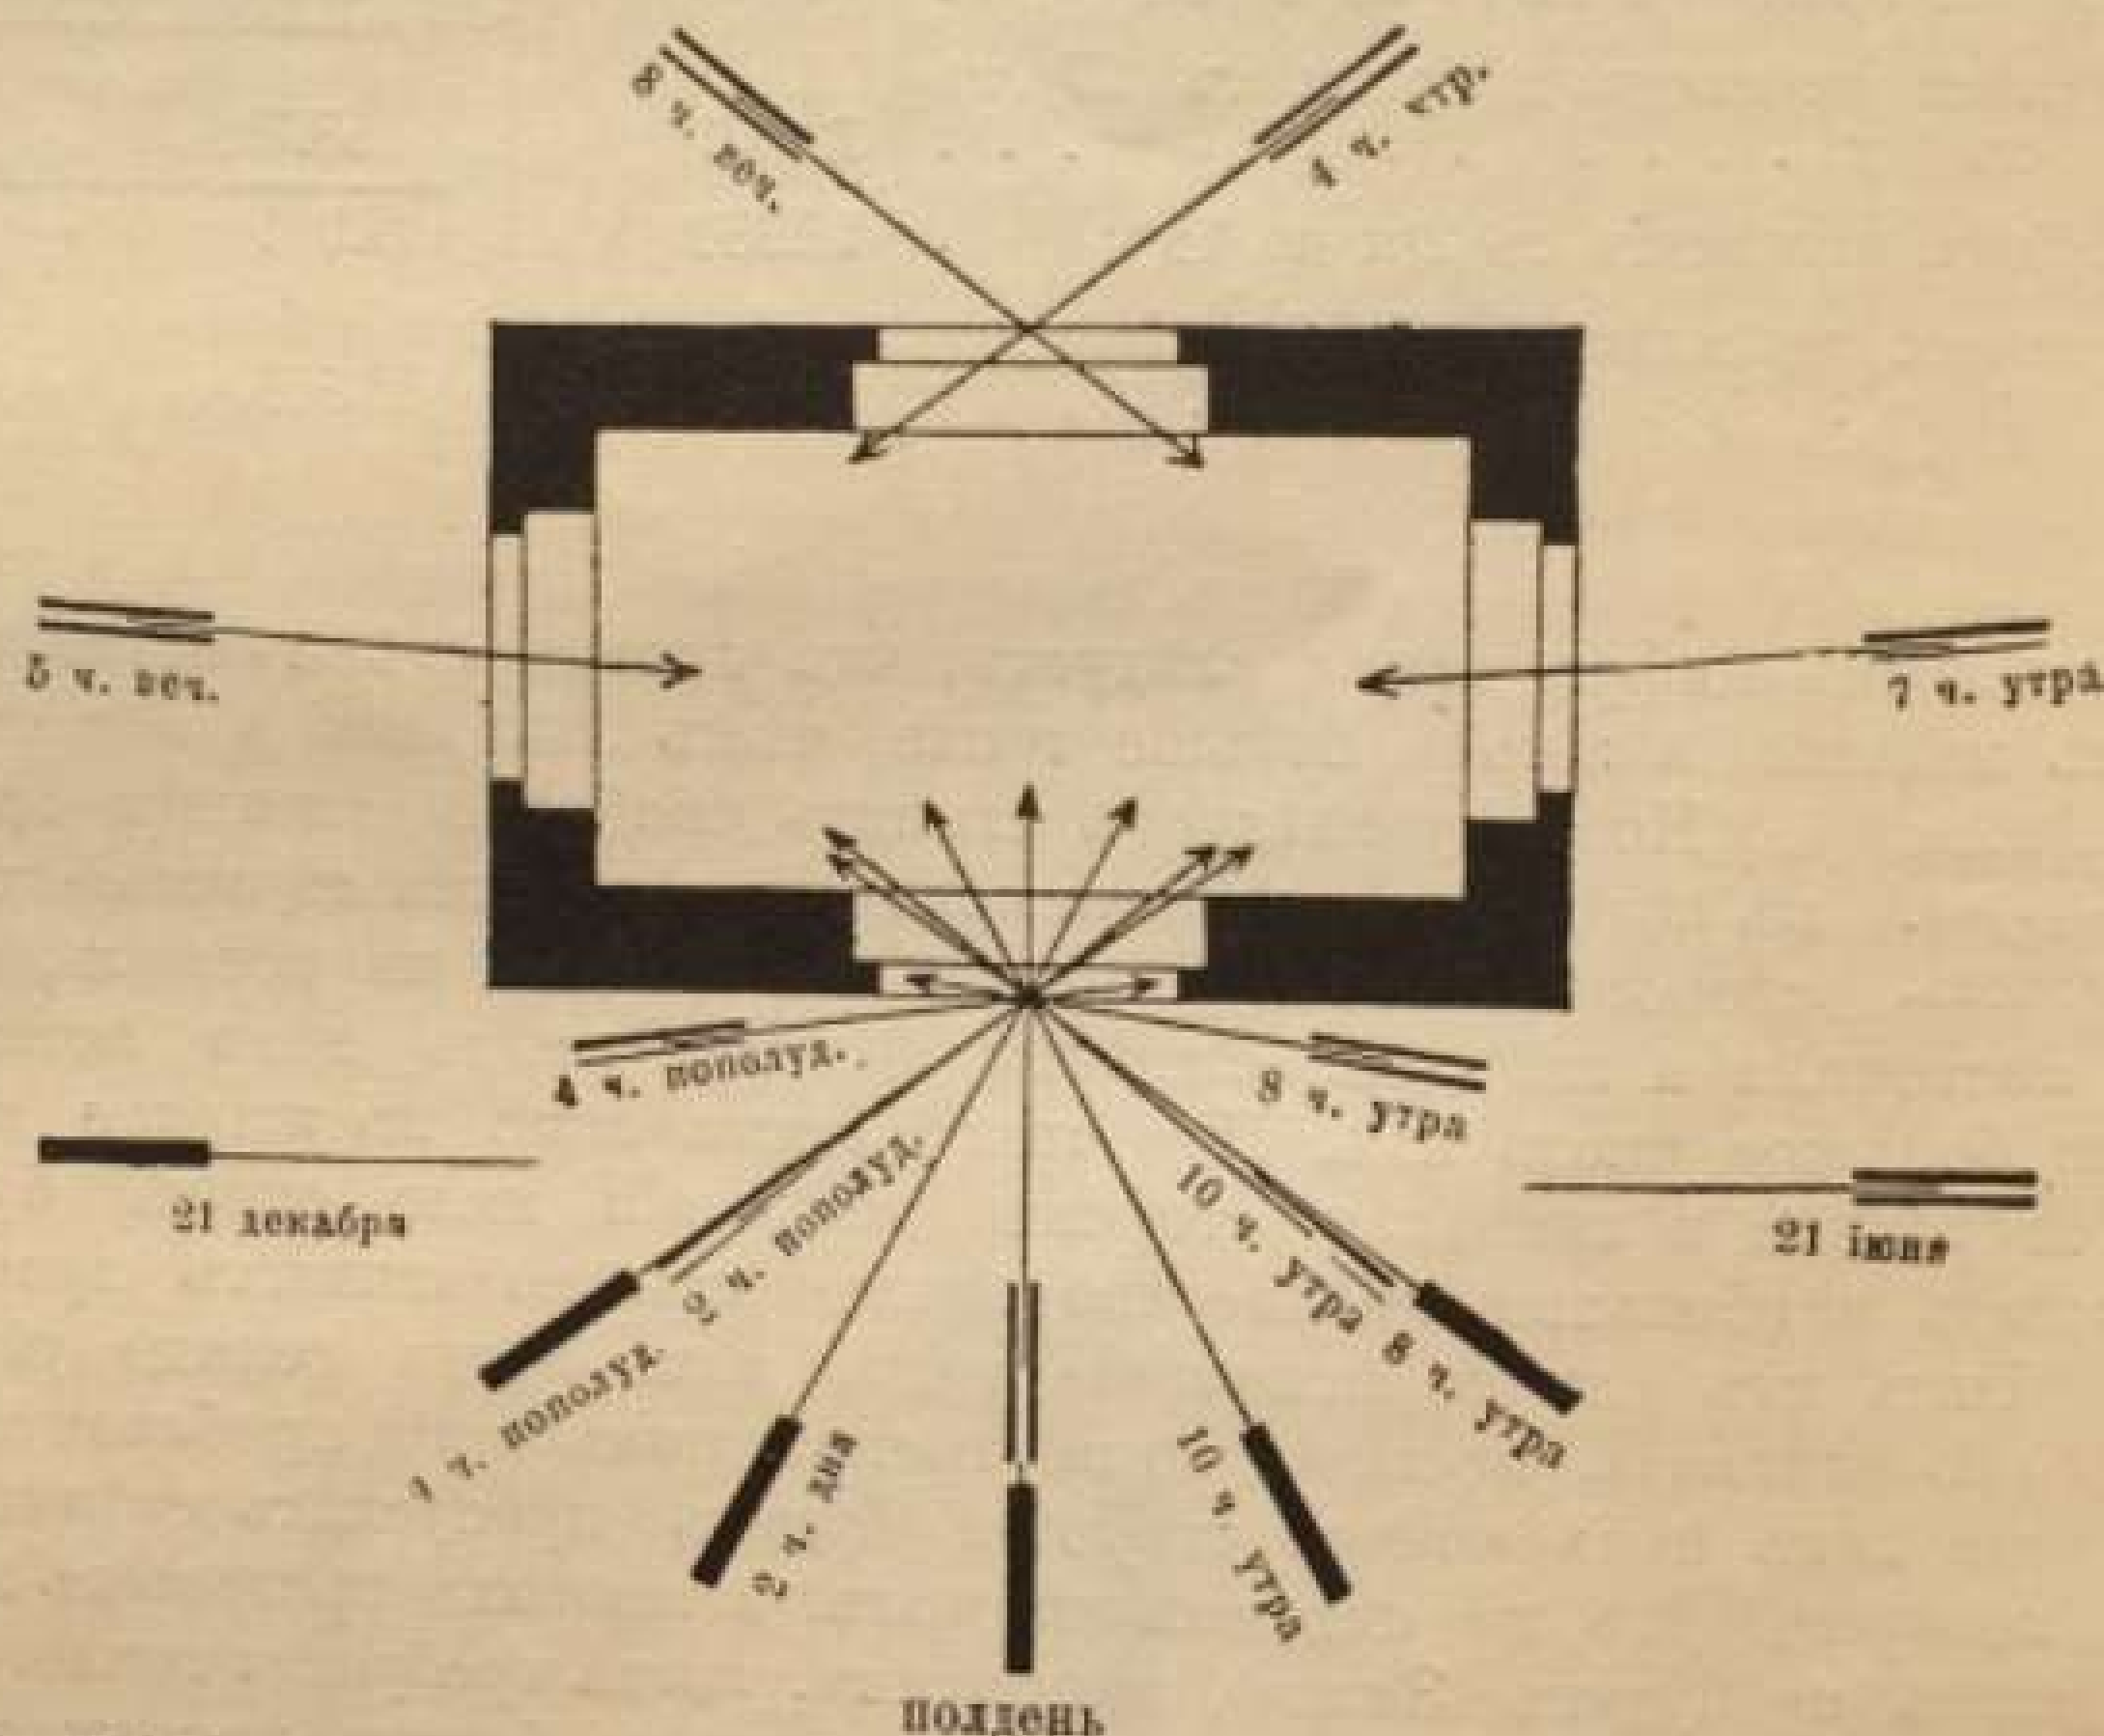 8 ч. веч.
4 ч. утр.
5 ч. веч.
7 ч. утра
4 ч. пополуд.
8 ч. утра
21 декабря
21 іюня
2 ч. пополуд.
10 ч. утра
ч. пополуд.
8 ч. утра
2 ч. дня
10 ч. утра
полдень